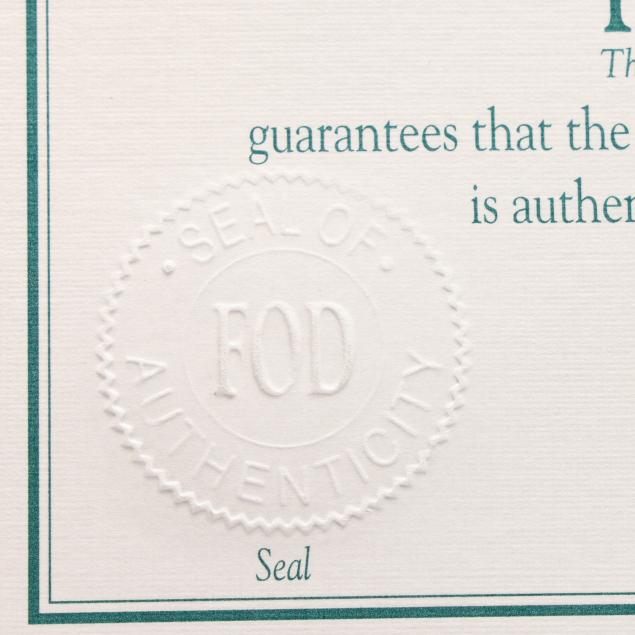 Th
guarantees that the
is authen
SEAL OF
FOD
AUTHENTICITY
Seal